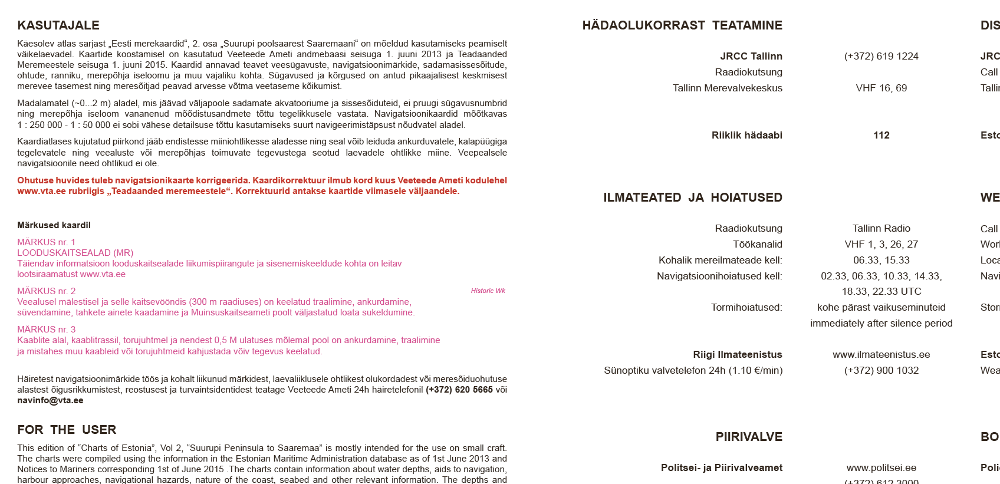 KASUTAJALE
Käesolev atlas sarjast „Eesti merekaardid“, 2. osa „Suurupi poolsaarest Saaremaani“ on mõeldud kasutamiseks peamiselt
väikelaevadel. Kaartide koostamisel on kasutatud Veeteede Ameti andmebaasi seisuga 1. juuni 2013 ja Teadaanded
Meremeestele seisuga 1. juuni 2015. Kaardid annavad teavet veesügavuste, navigatsioonimärkide, sadamasissesõitude,
ohtude, ranniku, merepõhja iseloomu ja muu vajaliku kohta. Sügavused ja kõrgused on antud pikaajalisest keskmisest
merevee tasemest ning meresõitjad peavad arvesse võtma veetaseme kõikumist.
Madalamatel (~0...2 m) aladel, mis jäävad väljapoole sadamate akvatooriume ja sissesõiduteid, ei pruugi sügavusnumbrid
ning merepõhja iseloom vananenud mõõdistusandmete tõttu tegelikkusele vastata. Navigatsioonikaardid mõõtkavas
1 : 250 000 - 1 : 50 000 ei sobi vähese detailsuse tõttu kasutamiseks suurt navigeerimistäpsust nõudvatel aladel.
Kaardiatlases kujutatud piirkond jääb endistesse miiniohtlikesse aladesse ning seal võib leiduda ankurduvatele, kalapüügiga
tegelevatele ning veealuste või merepõhjas toimuvate tegevustega seotud laevadele ohtlikke miine. Veepealsele
navigatsioonile need ohtlikud ei ole.
Ohutuse huvides tuleb navigatsionikaarte korrigeerida. Kaardikorrektuur ilmub kord kuus Veeteede Ameti kodulehel
www.vta.ee rubriigis „Teadaanded meremeestele“. Korrektuurid antakse kaartide viimasele väljaandele.
Märkused kaardil
MÄRKUS nr. 1
LOODUSKAITSEALAD (MR)
Täiendav informatsioon looduskaitsealade liikumispiirangute ja sisenemiskeeldude kohta on leitav
lootsiraamatust www.vta.ee
MÄRKUS nr. 2
Historic Wk
Veealusel mälestisel ja selle kaitsevööndis (300 m raadiuses) on keelatud traalimine, ankurdamine,
süvendamine, tahkete ainete kaadamine ja Muinsuskaitseameti poolt väljastatud loata sukeldumine.
MÄRKUS nr. 3
Kaablite alal, kaablitrassil, torujuhtmel ja nendest 0,5 M ulatuses mõlemal pool on ankurdamine, traalimine
ja mistahes muu kaableid või torujuhtmeid kahjustada võiv tegevus keelatud.
Häiretest navigatsioonimärkide töös ja kohalt liikunud märkidest, laevaliiklusele ohtlikest olukordadest või meresõiduohutuse
alastest õigusrikkumistest, reostusest ja turvaintsidentidest teatage Veeteede Ameti 24h häiretelefonil (+372) 620 5665 või
navinfo@vta.ee
FOR THE USER
This edition of “Charts of Estonia”, Vol 2, “Suurupi Peninsula to Saaremaa” is mostly intended for the use on small craft.
The charts were compiled using the information in the Estonian Maritime Administration database as of 1st June 2013 and
Notices to Mariners corresponding 1st of June 2015 .The charts contain information about water depths, aids to navigation,
harbour approaches, navigational hazards, nature of the coast, seabed and other relevant information. The depths and
HÄDAOLUKORRAST TEATAMINE
DIS
JRCC Tallinn (+372) 619 1224 JRC
Raadiokutsung Call
Tallinn Merevalvekeskus VHF 16, 69 Tallin
Riiklik hädaabi 112 Esto
ILMATEATED JA HOIATUSED
WE
Raadiokutsung Tallinn Radio Call
Töökanalid VHF 1, 3, 26, 27 Work
Kohalik mereilmateade kell: 06.33, 15.33 Loca
Navigatsioonihoiatused kell: 02.33, 06.33, 10.33, 14.33, Navi
18.33, 22.33 UTC
Tormihoiatused: kohe pärast vaikuseminuteid Stor
immediately after silence period
Riigi Ilmateenistus www.ilmateenistus.ee Esto
Sünoptiku valvetelefon 24h (1.10 €/min) (+372) 900 1032 Wea
PIIRIVALVE
BO
Politsei- ja Piirivalveamet www.politsei.ee Polic
(+372) 612 3000